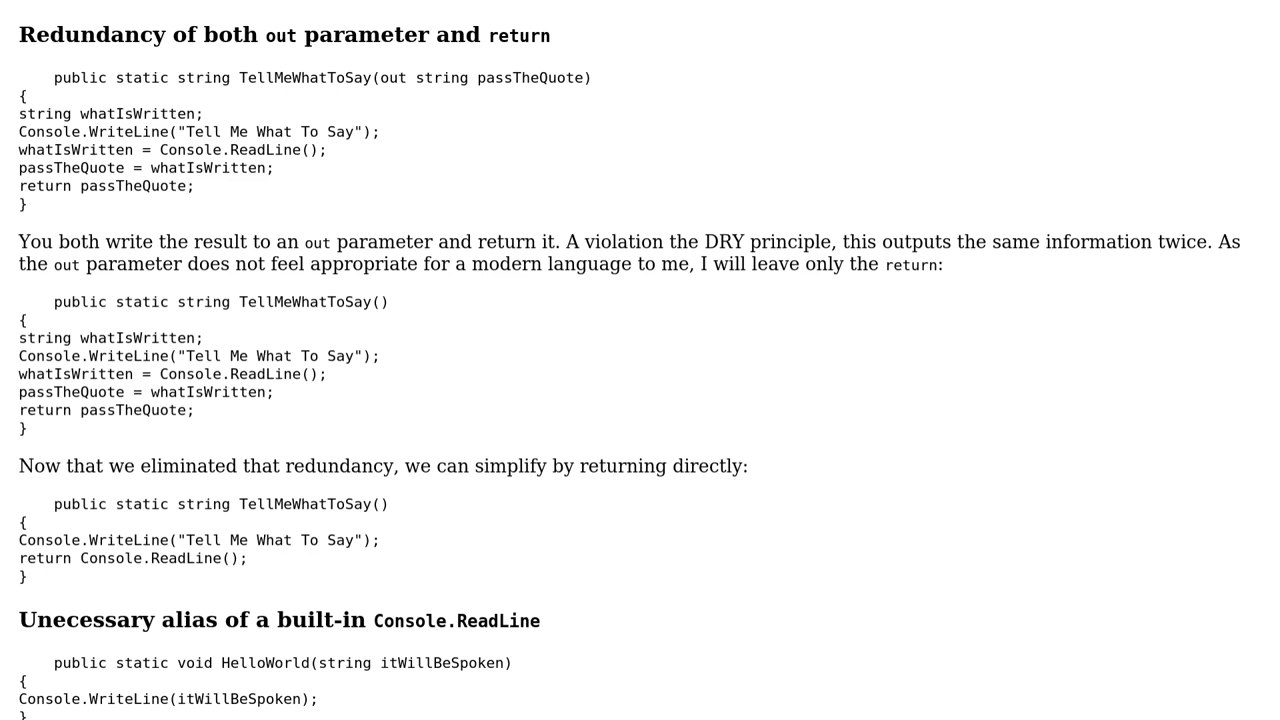 Redundancy of both out parameter and return
    public static string TellMeWhatToSay(out string passTheQuote)
{
string whatIsWritten;
Console.WriteLine("Tell Me What To Say");
whatIsWritten = Console.ReadLine();
passTheQuote = whatIsWritten;
return passTheQuote;
}
You both write the result to an out parameter and return it. A violation the DRY principle, this outputs the same information twice. As
the out parameter does not feel appropriate for a modern language to me, I will leave only the return:
    public static string TellMeWhatToSay()
{
string whatIsWritten;
Console.WriteLine("Tell Me What To Say");
whatIsWritten = Console.ReadLine();
passTheQuote = whatIsWritten;
return passTheQuote;
}
Now that we eliminated that redundancy, we can simplify by returning directly:
    public static string TellMeWhatToSay()
{
Console.WriteLine("Tell Me What To Say");
return Console.ReadLine();
}
Unecessary alias of a built-in Console.ReadLine
    public static void HelloWorld(string itWillBeSpoken)
{
Console.WriteLine(itWillBeSpoken);
}